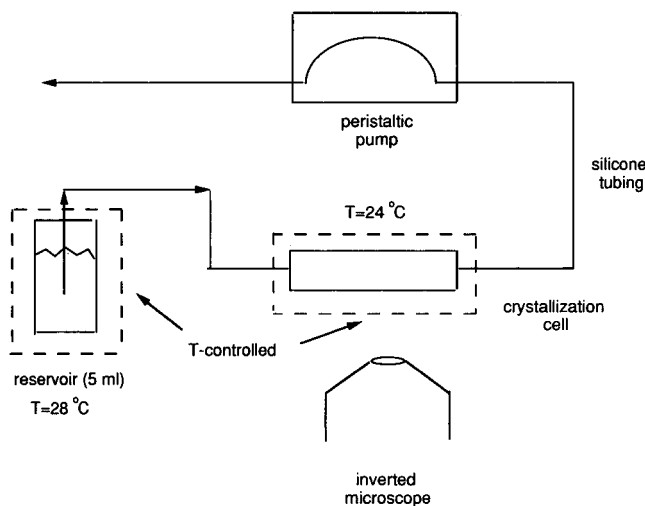 peristaltic
pump
silicone
tubing
T=24 °C
crystallization
cell
T-controlled
reservoir (5 ml)
T=28 °C
inverted
microscope